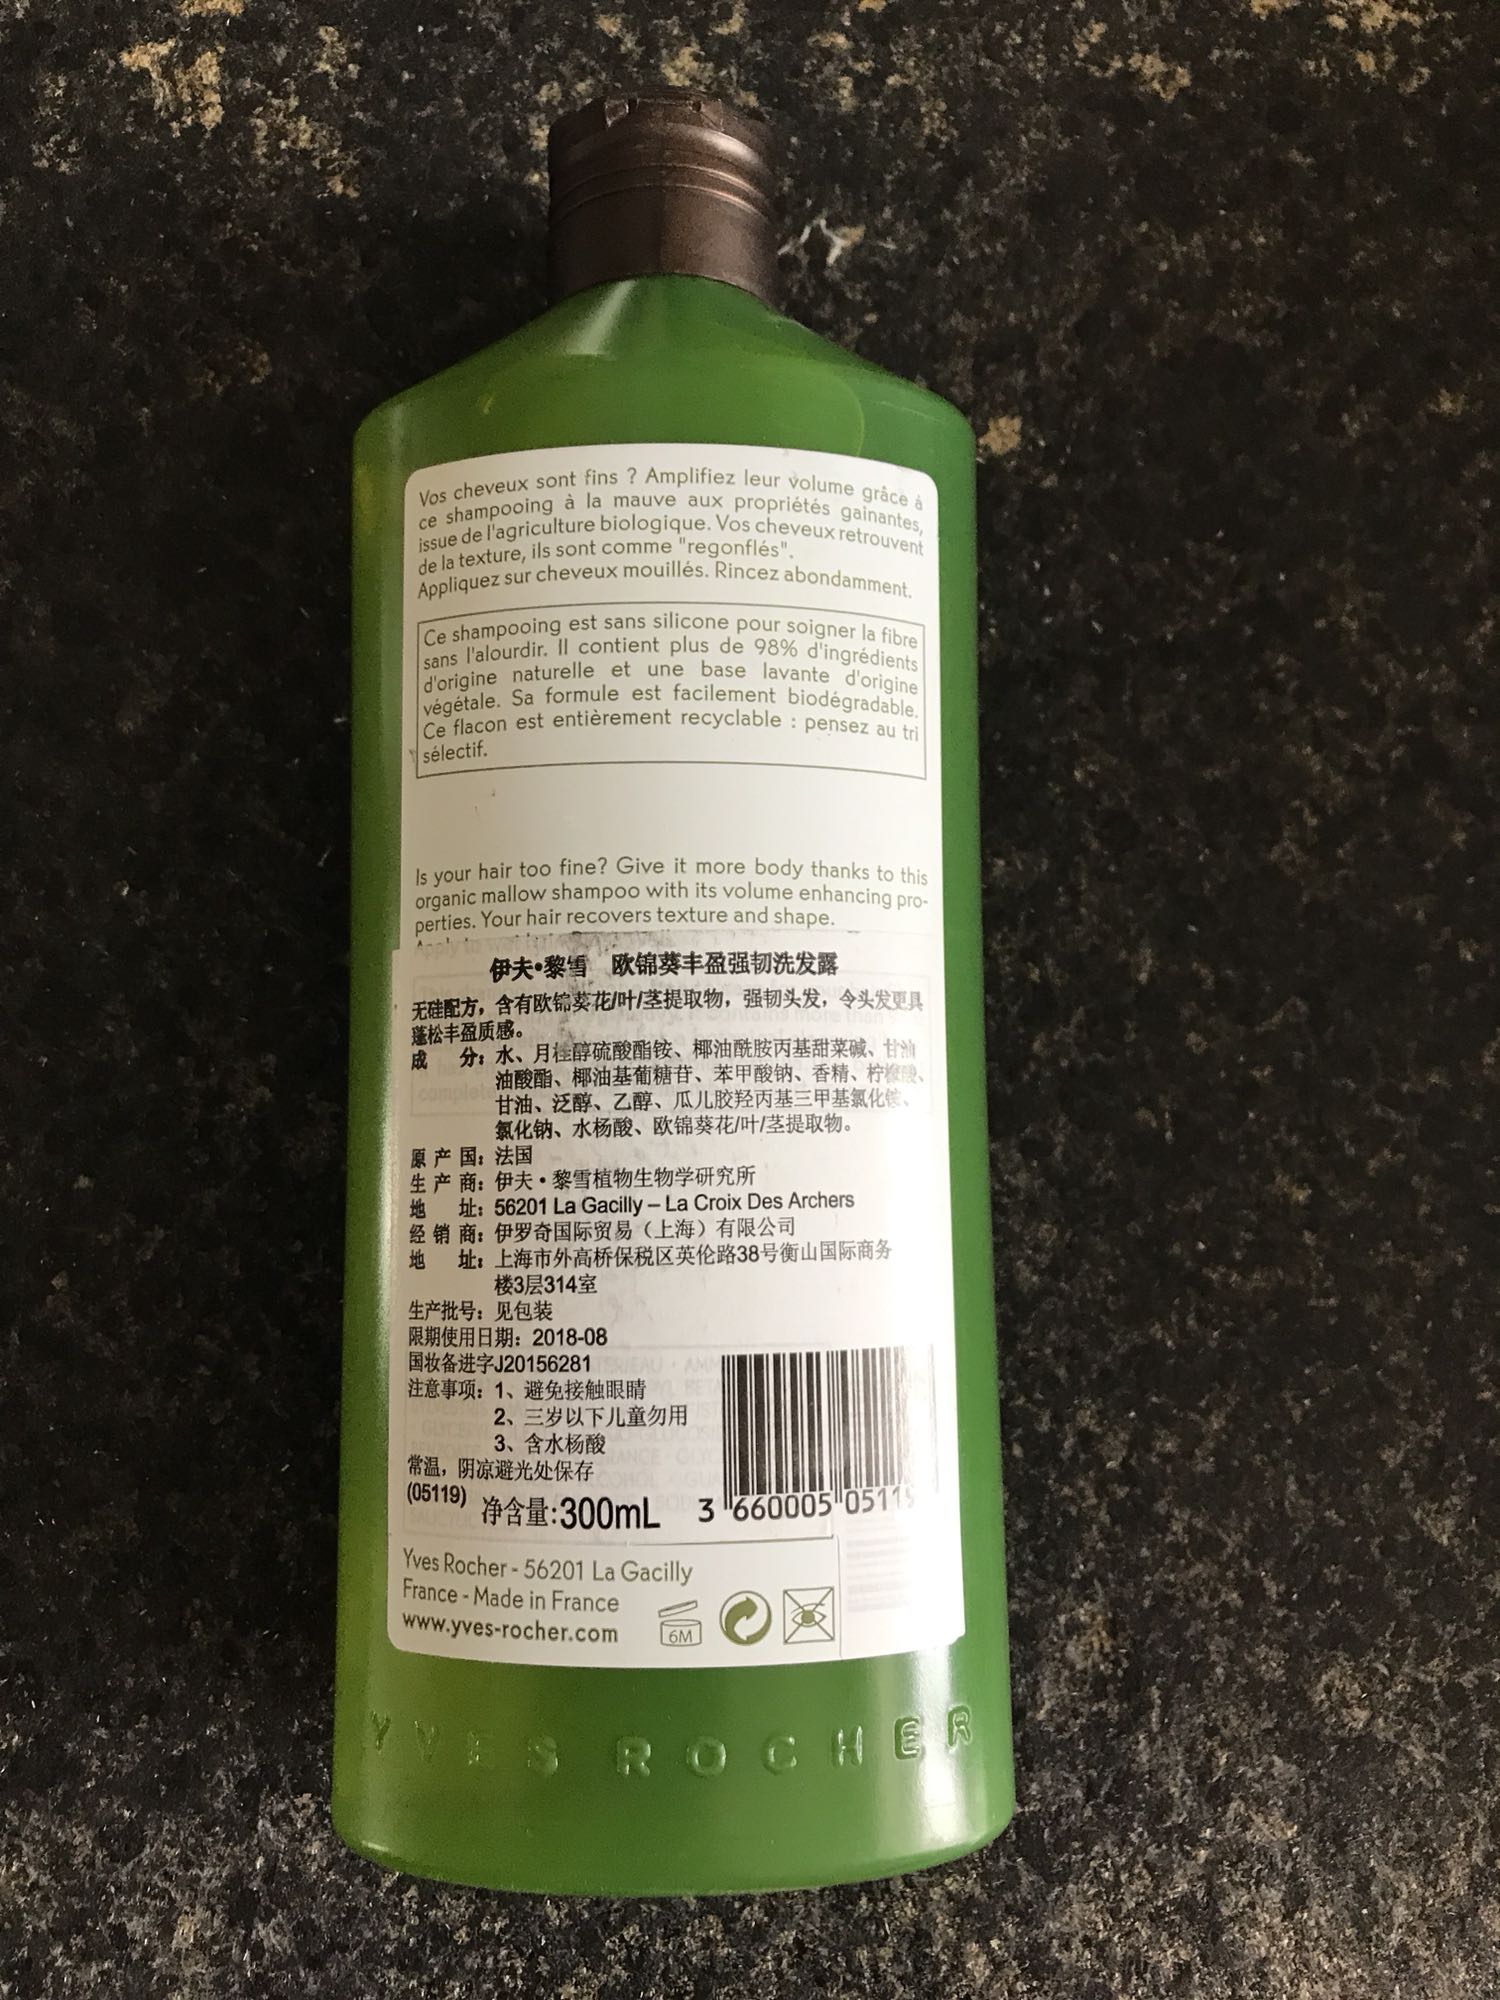 Vos cheveux sont fins ? Amplifiez leur volume grâce à
ce shampooing à la mauve aux propriétés gainantes,
issue de l'agriculture biologique. Vos cheveux retrouvent
de la texture, ils sont comme "regonflés".
Appliquez sur cheveux mouillés. Rincez abondamment.
Ce shampooing est sans silicone pour soigner la fibre
sans l'alourdir. Il contient plus de 98% d'ingrédients
d'origine naturelle et une base lavante d'origine
végétale. Sa formule est facilement biodégradable.
Ce flacon est entièrement recyclable : pensez au tri
sélectif.
Is your hair too fine? Give it more body thanks to this
organic mallow shampoo with its volume enhancing pro-
perties. Your hair recovers texture and shape.
Apply to wet
伊夫•黎雪 欧锦葵丰盈强韧洗发露
无硅配方，含有欧锦葵花/叶/茎提取物，强韧头发，令头发更具
蓬松丰盈质感。
成 分：水、月桂醇硫酸酯铵、椰油酰胺丙基甜菜碱、甘油
油酸酯、椰油基葡糖苷、苯甲酸钠、香精、柠檬酸、
甘油、泛醇、乙醇、瓜儿胶羟丙基三甲基氯化铵、
氯化钠、水杨酸、欧锦葵花/叶/茎提取物。
原产国：法国
生产商：伊夫•黎雪植物生物学研究所
地 址：56201 La Gacilly – La Croix Des Archers
经销商：伊罗奇国际贸易（上海）有限公司
地 址：上海市外高桥保税区英伦路38号衡山国际商务
楼3层314室
生产批号：见包装
限期使用日期：2018-08
国妆备进字J20156281
注意事项：1、避免接触眼睛
2、三岁以下儿童勿用
3、含水杨酸
常温，阴凉避光处保存
(05119) 净含量:300mL 3 660005 05119
Yves Rocher - 56201 La Gacilly
France - Made in France
www.yves-rocher.com
6M
YVES ROCHER